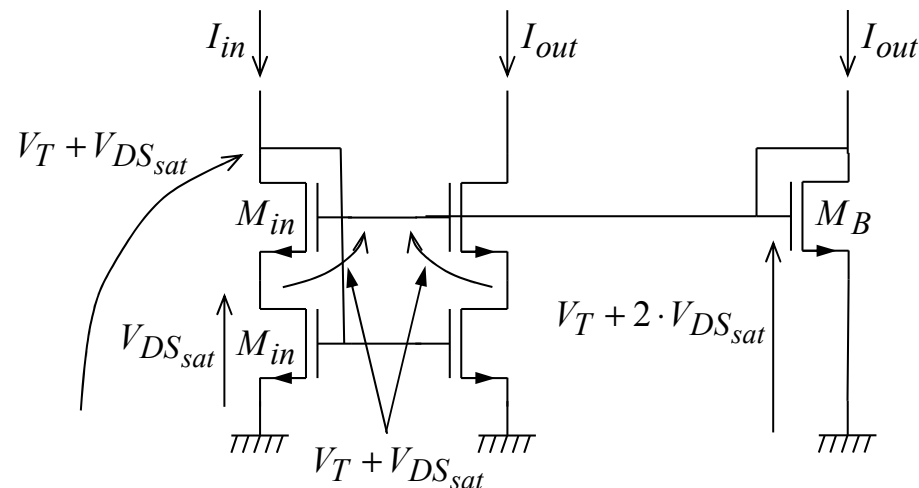 I_in
I_out
I_out
V_T + V_DS_sat
M_in
M_B
V_DS_sat
M_in
V_T + 2 · V_DS_sat
V_T + V_DS_sat